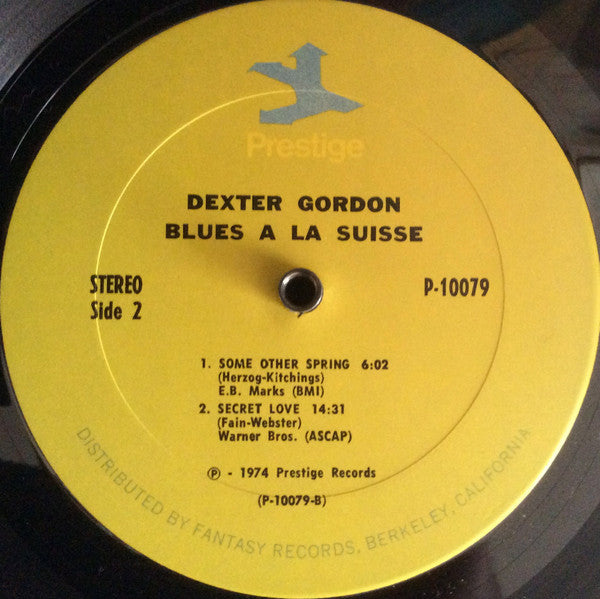 Prestige
DEXTER GORDON
BLUES A LA SUISSE
STEREO
Side 2
P-10079
1. SOME OTHER SPRING 6:02
(Herzog-Kitchings)
E.B. Marks (BMI)
2. SECRET LOVE 14:31
(Fain-Webster)
Warner Bros. (ASCAP)
℗ - 1974 Prestige Records
(P-10079-B)
DISTRIBUTED BY FANTASY RECORDS, BERKELEY, CALIFORNIA